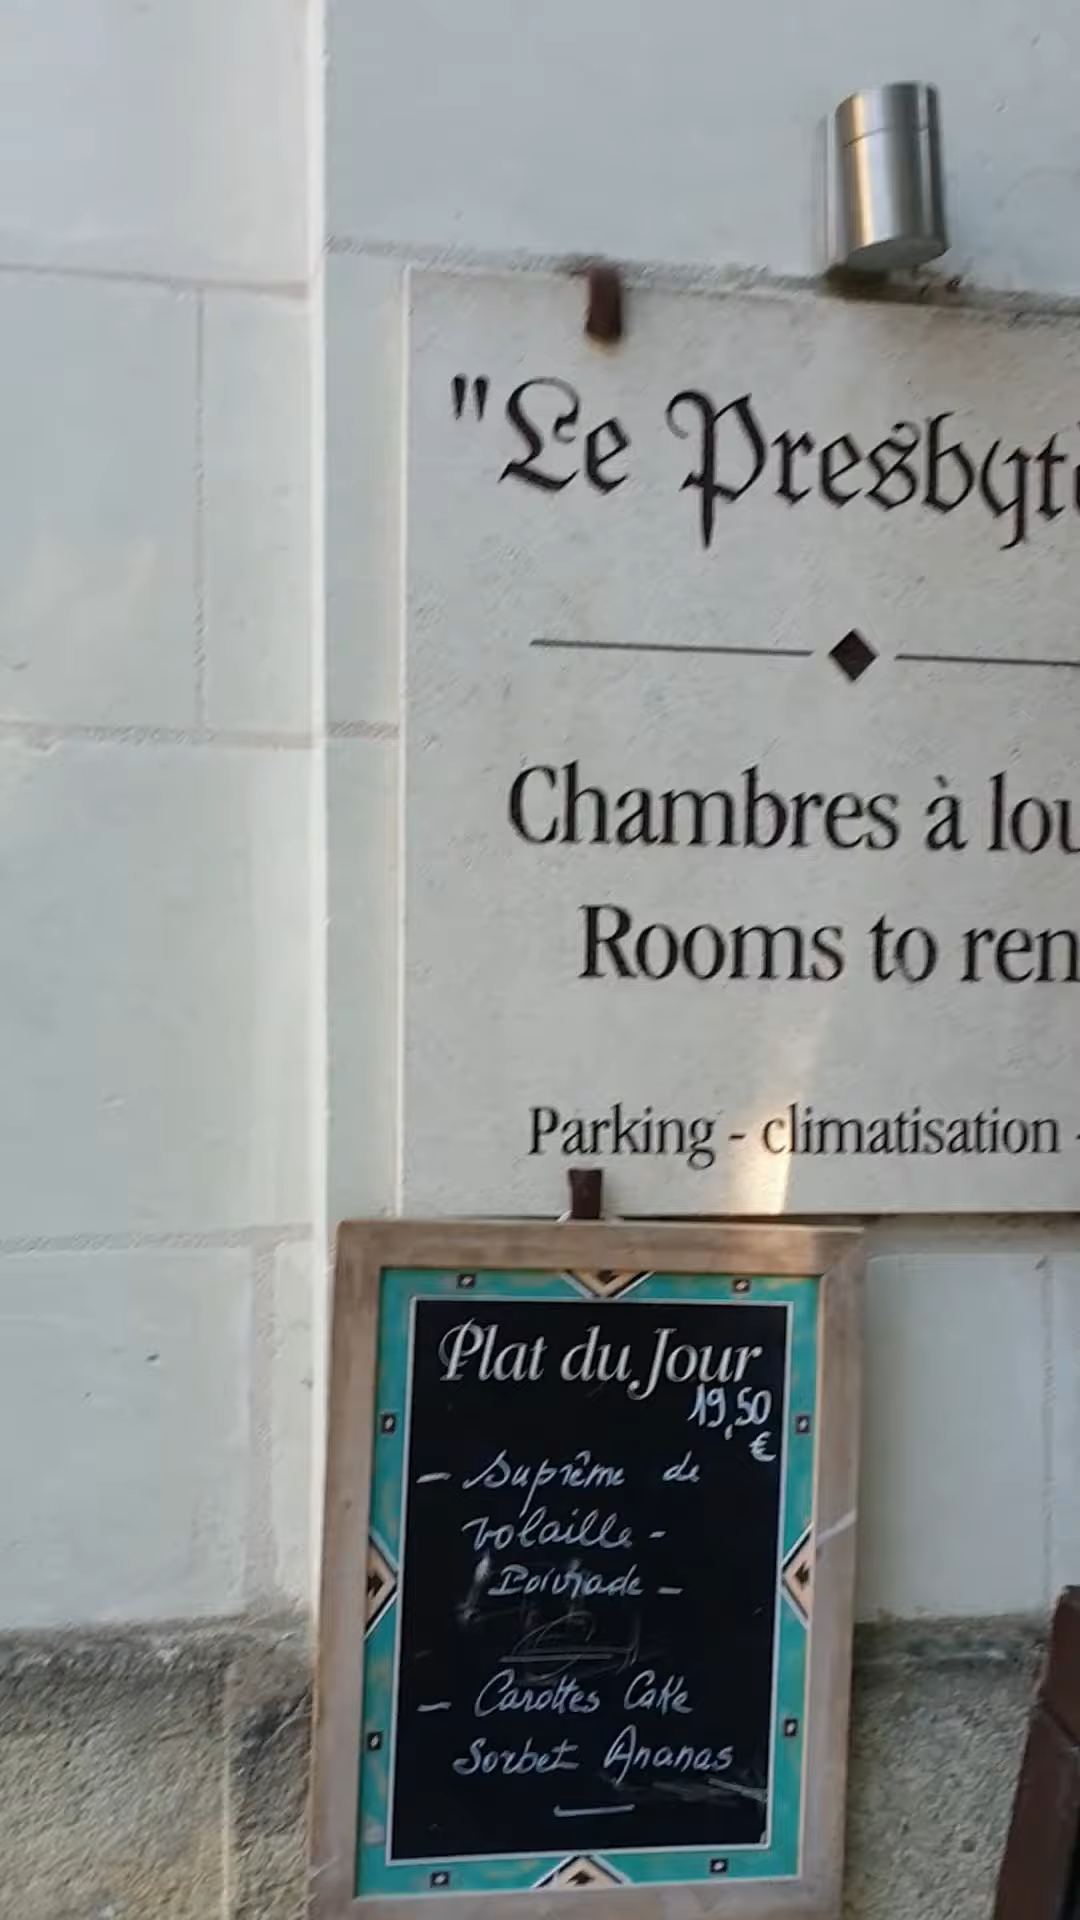 "Le Presbyt
Chambres à lou
Rooms to ren
Parking - climatisation -
Plat du Jour
19,50
€
- Suprême de
volaille -
Poivrade -
- Carottes Cake
Sorbet Ananas